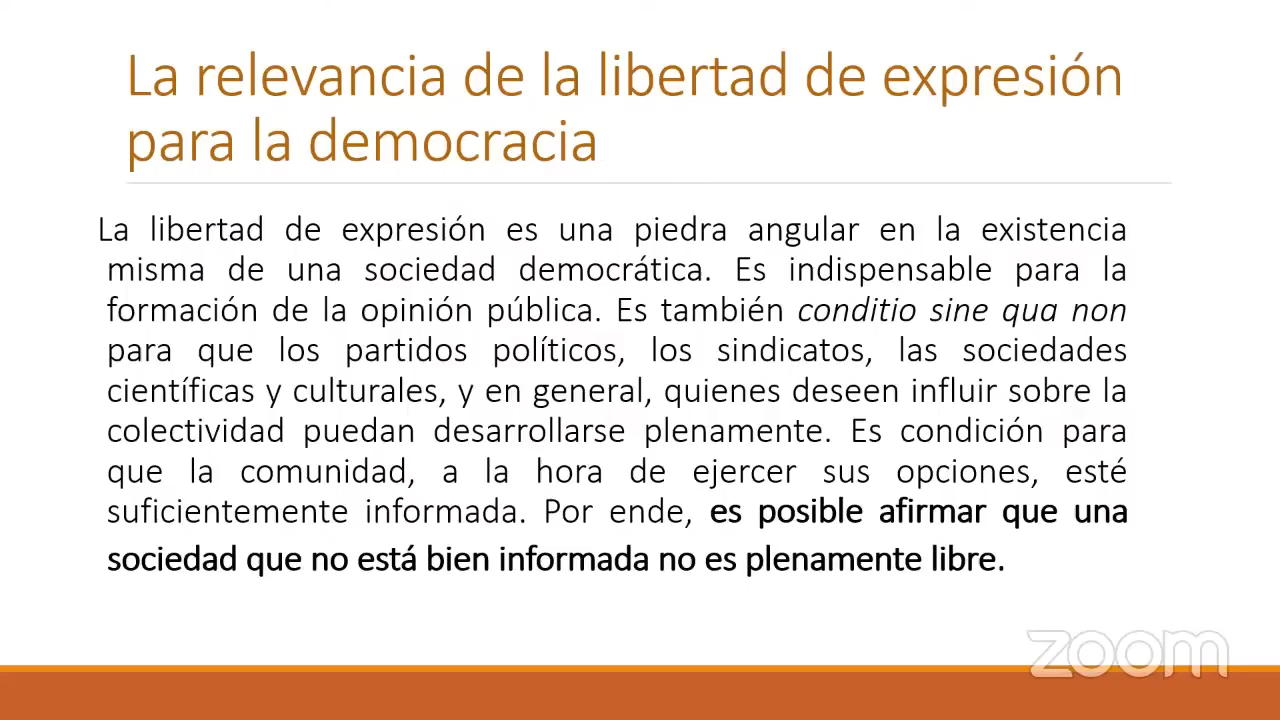 La relevancia de la libertad de expresión
para la democracia
La libertad de expresión es una piedra angular en la existencia
misma de una sociedad democrática. Es indispensable para la
formación de la opinión pública. Es también conditio sine qua non
para que los partidos políticos, los sindicatos, las sociedades
científicas y culturales, y en general, quienes deseen influir sobre la
colectividad puedan desarrollarse plenamente. Es condición para
que la comunidad, a la hora de ejercer sus opciones, esté
suficientemente informada. Por ende, es posible afirmar que una
sociedad que no está bien informada no es plenamente libre.
zoom